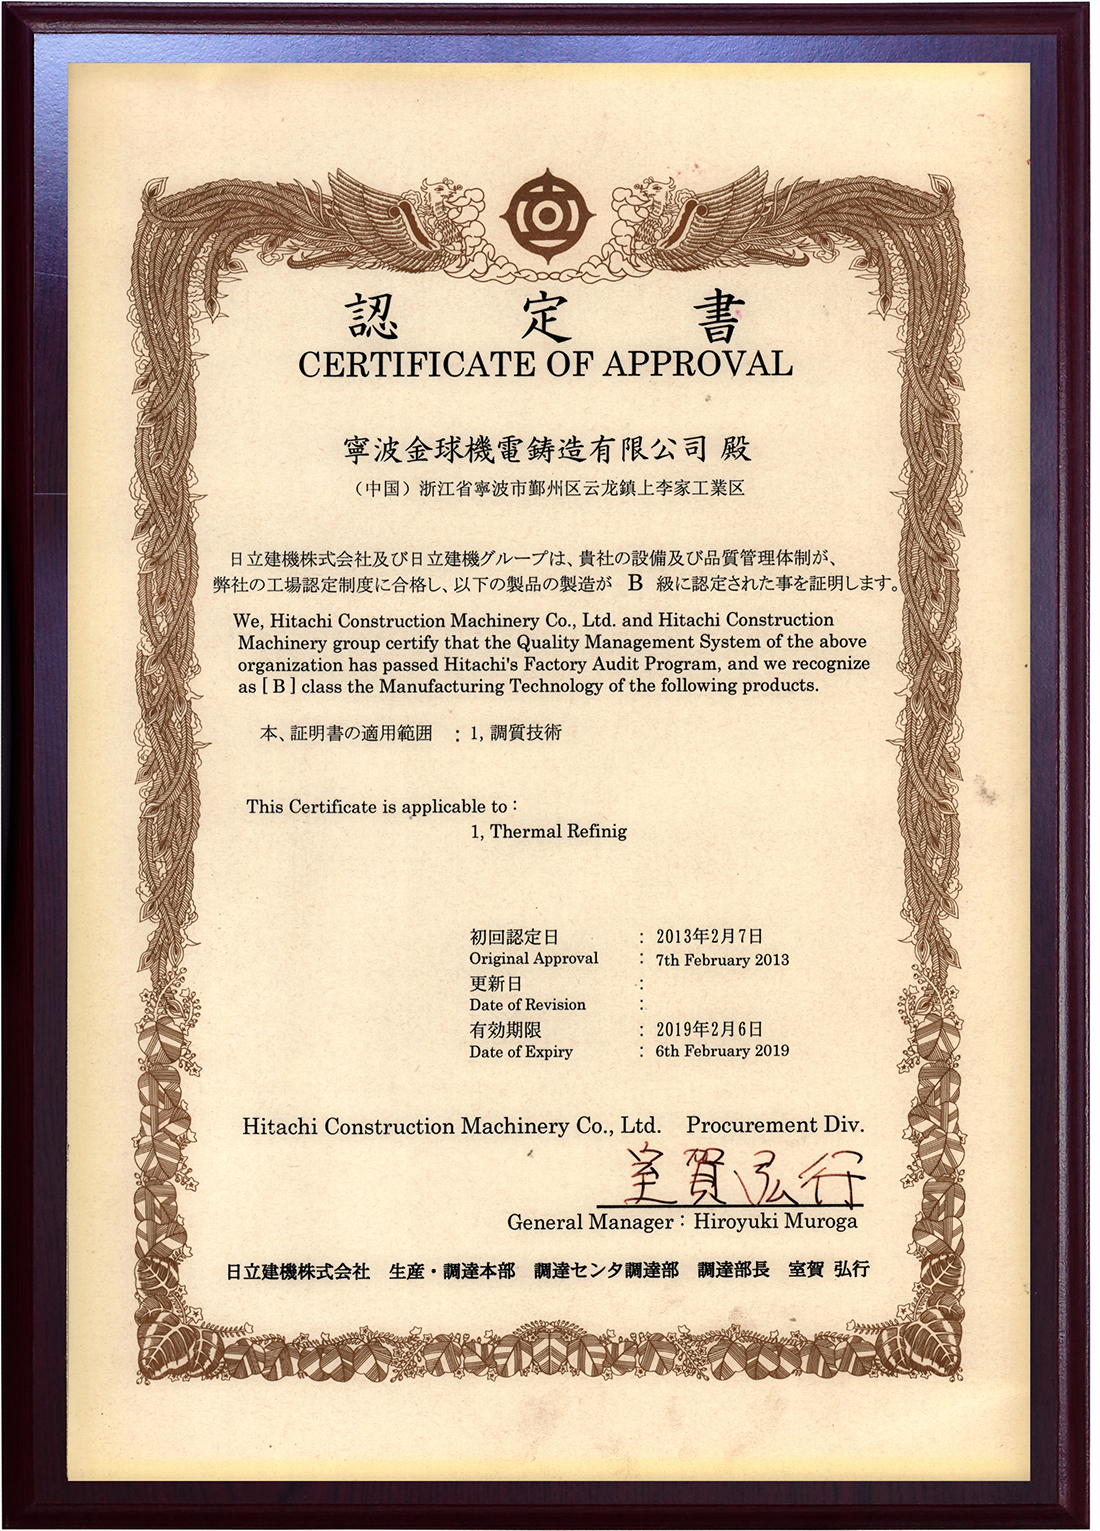 認定書
CERTIFICATE OF APPROVAL
寧波金球機電鋳造有限公司 殿
（中国）浙江省寧波市鄞州区云龙鎮上李家工業区
日立建機株式会社及び日立建機グループは、貴社の設備及び品質管理体制が、
弊社の工場認定制度に合格し、以下の製品の製造が B 級に認定された事を証明します。
We, Hitachi Construction Machinery Co., Ltd. and Hitachi Construction
Machinery group certify that the Quality Management System of the above
organization has passed Hitachi's Factory Audit Program, and we recognize
as [ B ] class the Manufacturing Technology of the following products.
本、証明書の適用範囲 : 1, 調質技術
This Certificate is applicable to :
1, Thermal Refinig
初回認定日 : 2013年2月7日
Original Approval : 7th February 2013
更新日 :
Date of Revision :
有効期限 : 2019年2月6日
Date of Expiry : 6th February 2019
Hitachi Construction Machinery Co., Ltd. Procurement Div.
室賀弘行
General Manager : Hiroyuki Muroga
日立建機株式会社 生産・調達本部 調達センタ調達部 調達部長 室賀 弘行